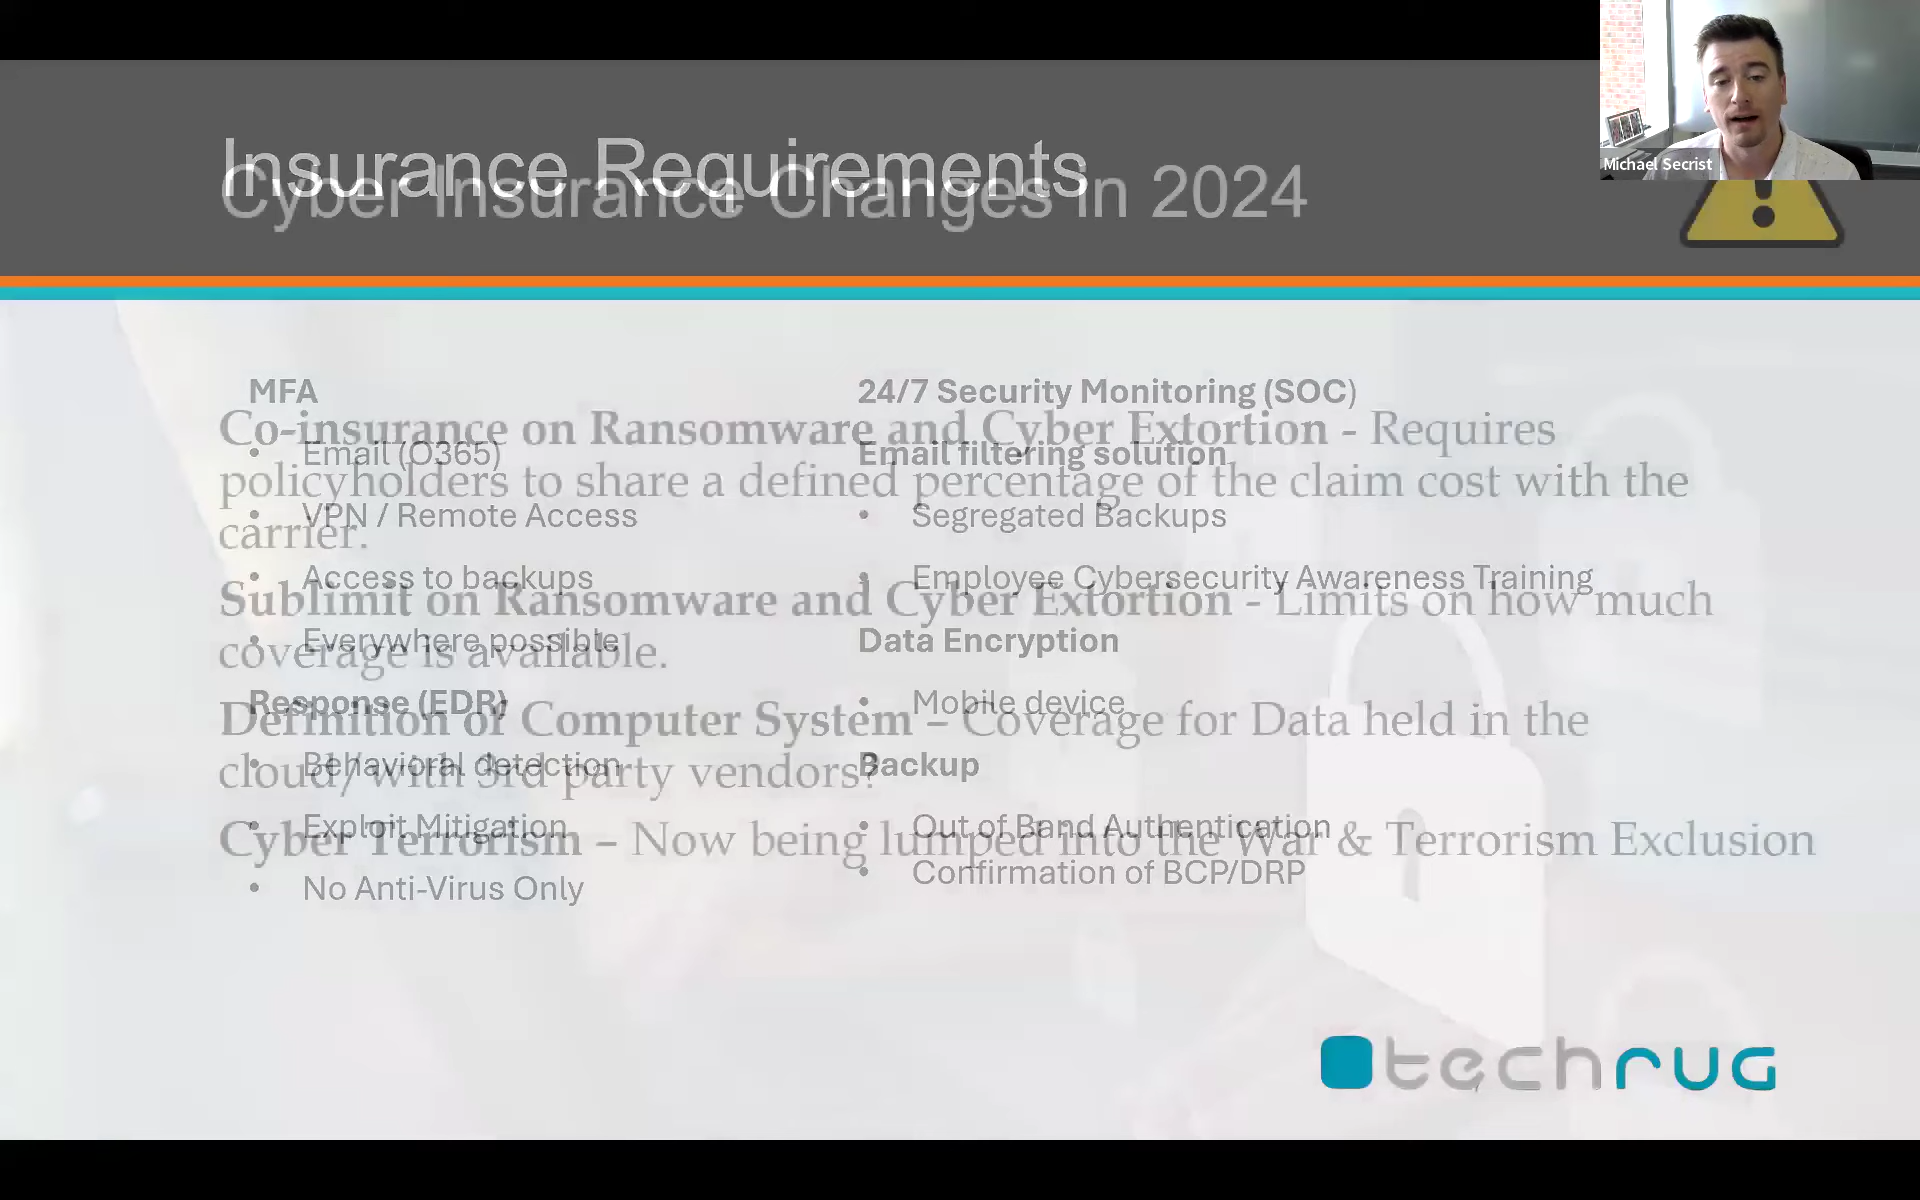 Michael Secrist
Insurance Requirements
Cyber Insurance Changes in 2024
MFA
• Email (O365)
• VPN / Remote Access
• Access to backups
• Everywhere possible
Response (EDR)
• Behavioral detection
• Exploit Mitigation
• No Anti-Virus Only
24/7 Security Monitoring (SOC)
Email filtering solution
• Segregated Backups
• Employee Cybersecurity Awareness Training
Data Encryption
• Mobile device
Backup
• Out of Band Authentication
• Confirmation of BCP/DRP
Co-insurance on Ransomware and Cyber Extortion - Requires
policyholders to share a defined percentage of the claim cost with the
carrier.
Sublimit on Ransomware and Cyber Extortion - Limits on how much
coverage is available.
Definition of Computer System – Coverage for Data held in the
cloud/with 3rd party vendors?
Cyber Terrorism – Now being lumped into the War & Terrorism Exclusion
techrug